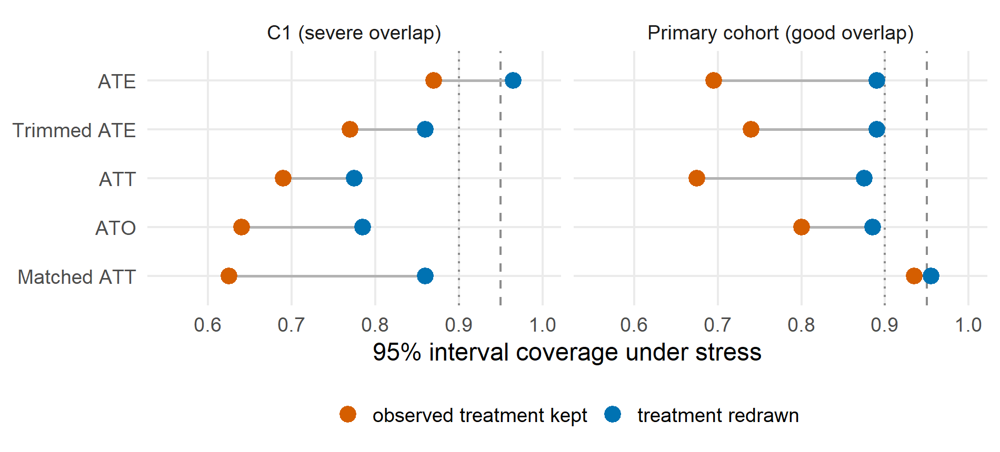 C1 (severe overlap)
Primary cohort (good overlap)
ATE
Trimmed ATE
ATT
ATO
Matched ATT
0.6 0.7 0.8 0.9 1.0
0.6 0.7 0.8 0.9 1.0
95% interval coverage under stress
observed treatment kept
treatment redrawn